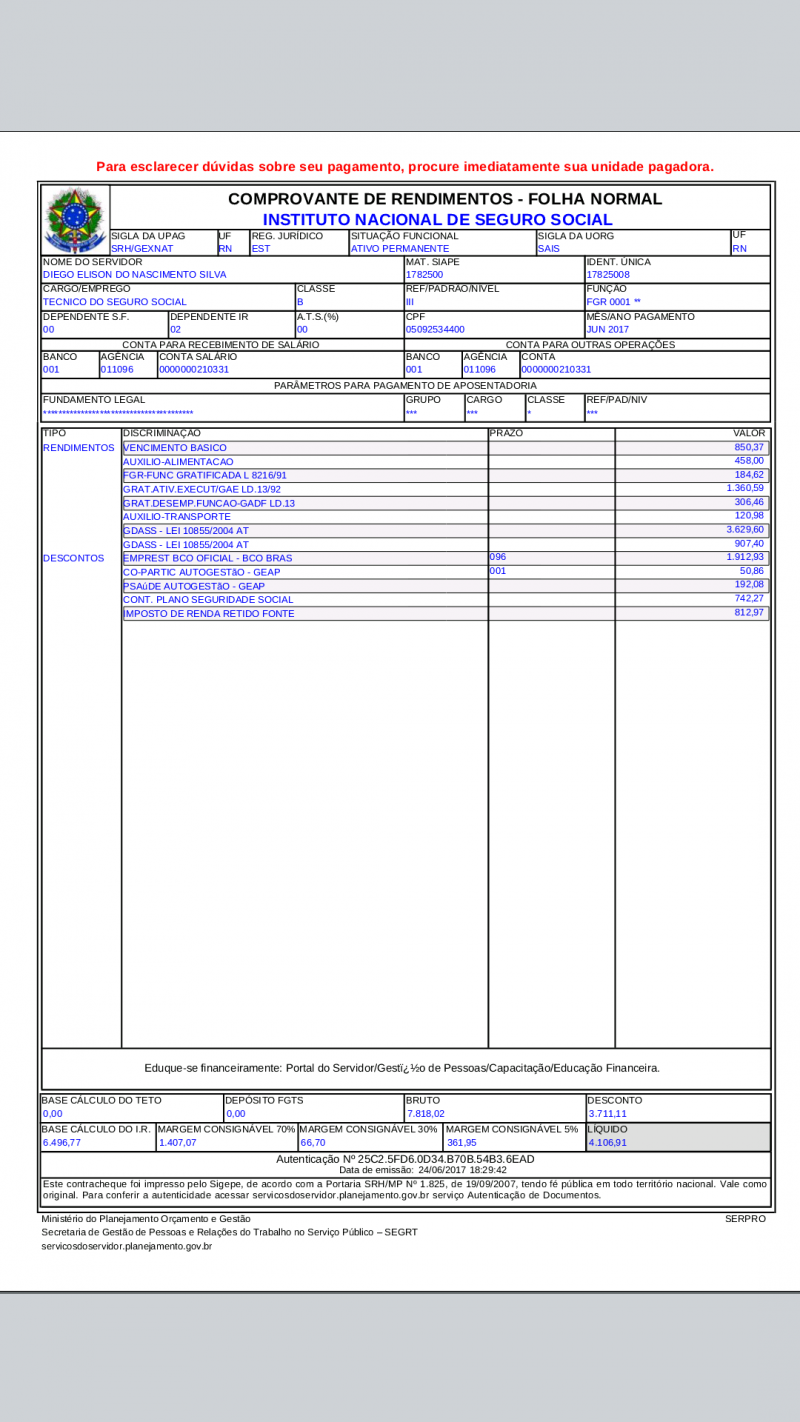 Para esclarecer dúvidas sobre seu pagamento, procure imediatamente sua unidade pagadora.
COMPROVANTE DE RENDIMENTOS - FOLHA NORMAL
INSTITUTO NACIONAL DE SEGURO SOCIAL
SIGLA DA UPAG UF REG. JURÍDICO SITUAÇÃO FUNCIONAL SIGLA DA UORG UF
SRH/GEXNAT RN EST ATIVO PERMANENTE SAIS RN
NOME DO SERVIDOR MAT. SIAPE IDENT. ÚNICA
DIEGO ELISON DO NASCIMENTO SILVA 1782500 17825008
CARGO/EMPREGO CLASSE REF/PADRÃO/NÍVEL FUNÇÃO
TECNICO DO SEGURO SOCIAL B III FGR 0001 **
DEPENDENTE S.F. DEPENDENTE IR A.T.S.(%) CPF MÊS/ANO PAGAMENTO
00 02 00 05092534400 JUN 2017
CONTA PARA RECEBIMENTO DE SALÁRIO CONTA PARA OUTRAS OPERAÇÕES
BANCO AGÊNCIA CONTA SALÁRIO BANCO AGÊNCIA CONTA
001 011096 0000000210331 001 011096 0000000210331
PARÂMETROS PARA PAGAMENTO DE APOSENTADORIA
FUNDAMENTO LEGAL GRUPO CARGO CLASSE REF/PAD/NIV
**************************************** *** *** * ***
TIPO DISCRIMINAÇÃO PRAZO VALOR
RENDIMENTOS VENCIMENTO BASICO 850,37
AUXILIO-ALIMENTACAO 458,00
FGR-FUNC GRATIFICADA L 8216/91 184,62
GRAT.ATIV.EXECUT/GAE LD.13/92 1.360,59
GRAT.DESEMP.FUNCAO-GADF LD.13 306,46
AUXILIO-TRANSPORTE 120,98
GDASS - LEI 10855/2004 AT 3.629,60
GDASS - LEI 10855/2004 AT 907,40
DESCONTOS EMPREST BCO OFICIAL - BCO BRAS 096 1.912,93
CO-PARTIC AUTOGESTãO - GEAP 001 50,86
PSAúDE AUTOGESTãO - GEAP 192,08
CONT. PLANO SEGURIDADE SOCIAL 742,27
IMPOSTO DE RENDA RETIDO FONTE 812,97
Eduque-se financeiramente: Portal do Servidor/Gestï¿½o de Pessoas/Capacitação/Educação Financeira.
BASE CÁLCULO DO TETO DEPÓSITO FGTS BRUTO DESCONTO
0,00 0,00 7.818,02 3.711,11
BASE CÁLCULO DO I.R. MARGEM CONSIGNÁVEL 70% MARGEM CONSIGNÁVEL 30% MARGEM CONSIGNÁVEL 5% LÍQUIDO
6.496,77 1.407,07 66,70 361,95 4.106,91
Autenticação Nº 25C2.5FD6.0D34.B70B.54B3.6EAD
Data de emissão: 24/06/2017 18:29:42
Este contracheque foi impresso pelo Sigepe, de acordo com a Portaria SRH/MP Nº 1.825, de 19/09/2007, tendo fé pública em todo território nacional. Vale como
original. Para conferir a autenticidade acessar servicosdoservidor.planejamento.gov.br serviço Autenticação de Documentos.
Ministério do Planejamento Orçamento e Gestão SERPRO
Secretaria de Gestão de Pessoas e Relações do Trabalho no Serviço Público – SEGRT
servicosdoservidor.planejamento.gov.br